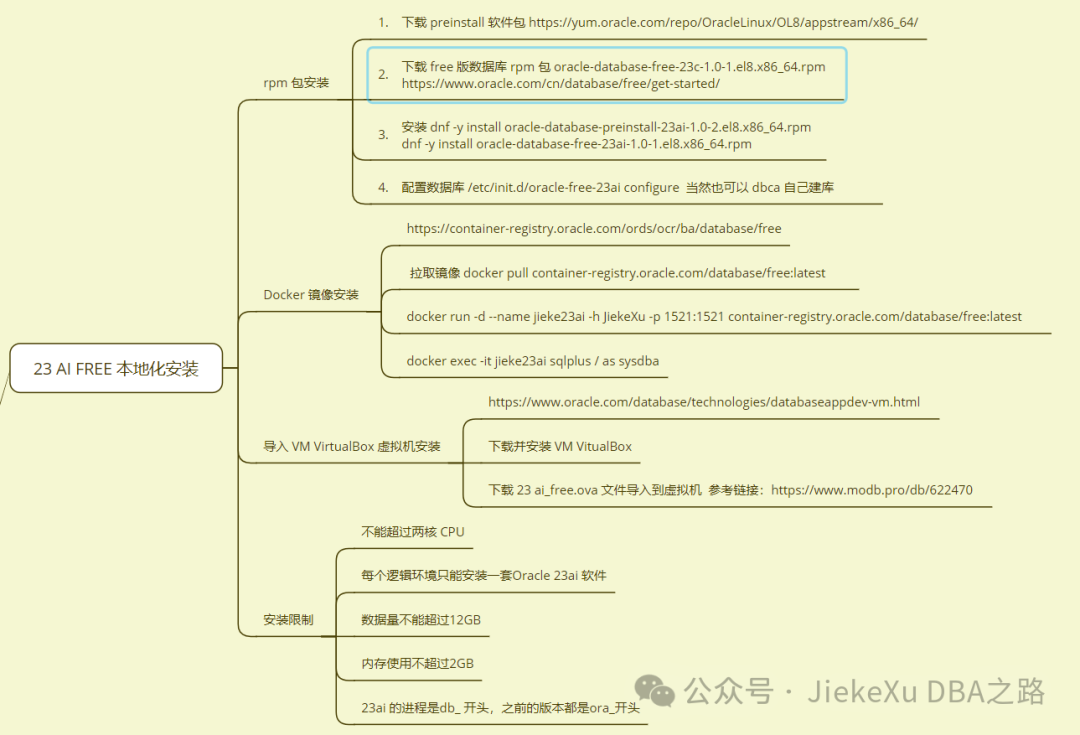 23 AI FREE 本地化安装
rpm 包安装
1. 下载 preinstall 软件包 https://yum.oracle.com/repo/OracleLinux/OL8/appstream/x86_64/
2. 下载 free 版数据库 rpm 包 oracle-database-free-23c-1.0-1.el8.x86_64.rpm
https://www.oracle.com/cn/database/free/get-started/
3. 安装 dnf -y install oracle-database-preinstall-23ai-1.0-2.el8.x86_64.rpm
dnf -y install oracle-database-free-23ai-1.0-1.el8.x86_64.rpm
4. 配置数据库 /etc/init.d/oracle-free-23ai configure 当然也可以 dbca 自己建库
Docker 镜像安装
https://container-registry.oracle.com/ords/ocr/ba/database/free
拉取镜像 docker pull container-registry.oracle.com/database/free:latest
docker run -d --name jieke23ai -h JiekeXu -p 1521:1521 container-registry.oracle.com/database/free:latest
docker exec -it jieke23ai sqlplus / as sysdba
导入 VM VirtualBox 虚拟机安装
https://www.oracle.com/database/technologies/databaseappdev-vm.html
下载并安装 VM VitualBox
下载 23 ai_free.ova 文件导入到虚拟机 参考链接：https://www.modb.pro/db/622470
安装限制
不能超过两核 CPU
每个逻辑环境只能安装一套Oracle 23ai 软件
数据量不能超过12GB
内存使用不超过2GB
23ai 的进程是db_ 开头，之前的版本都是ora_开头
公众号 · JiekeXu DBA之路